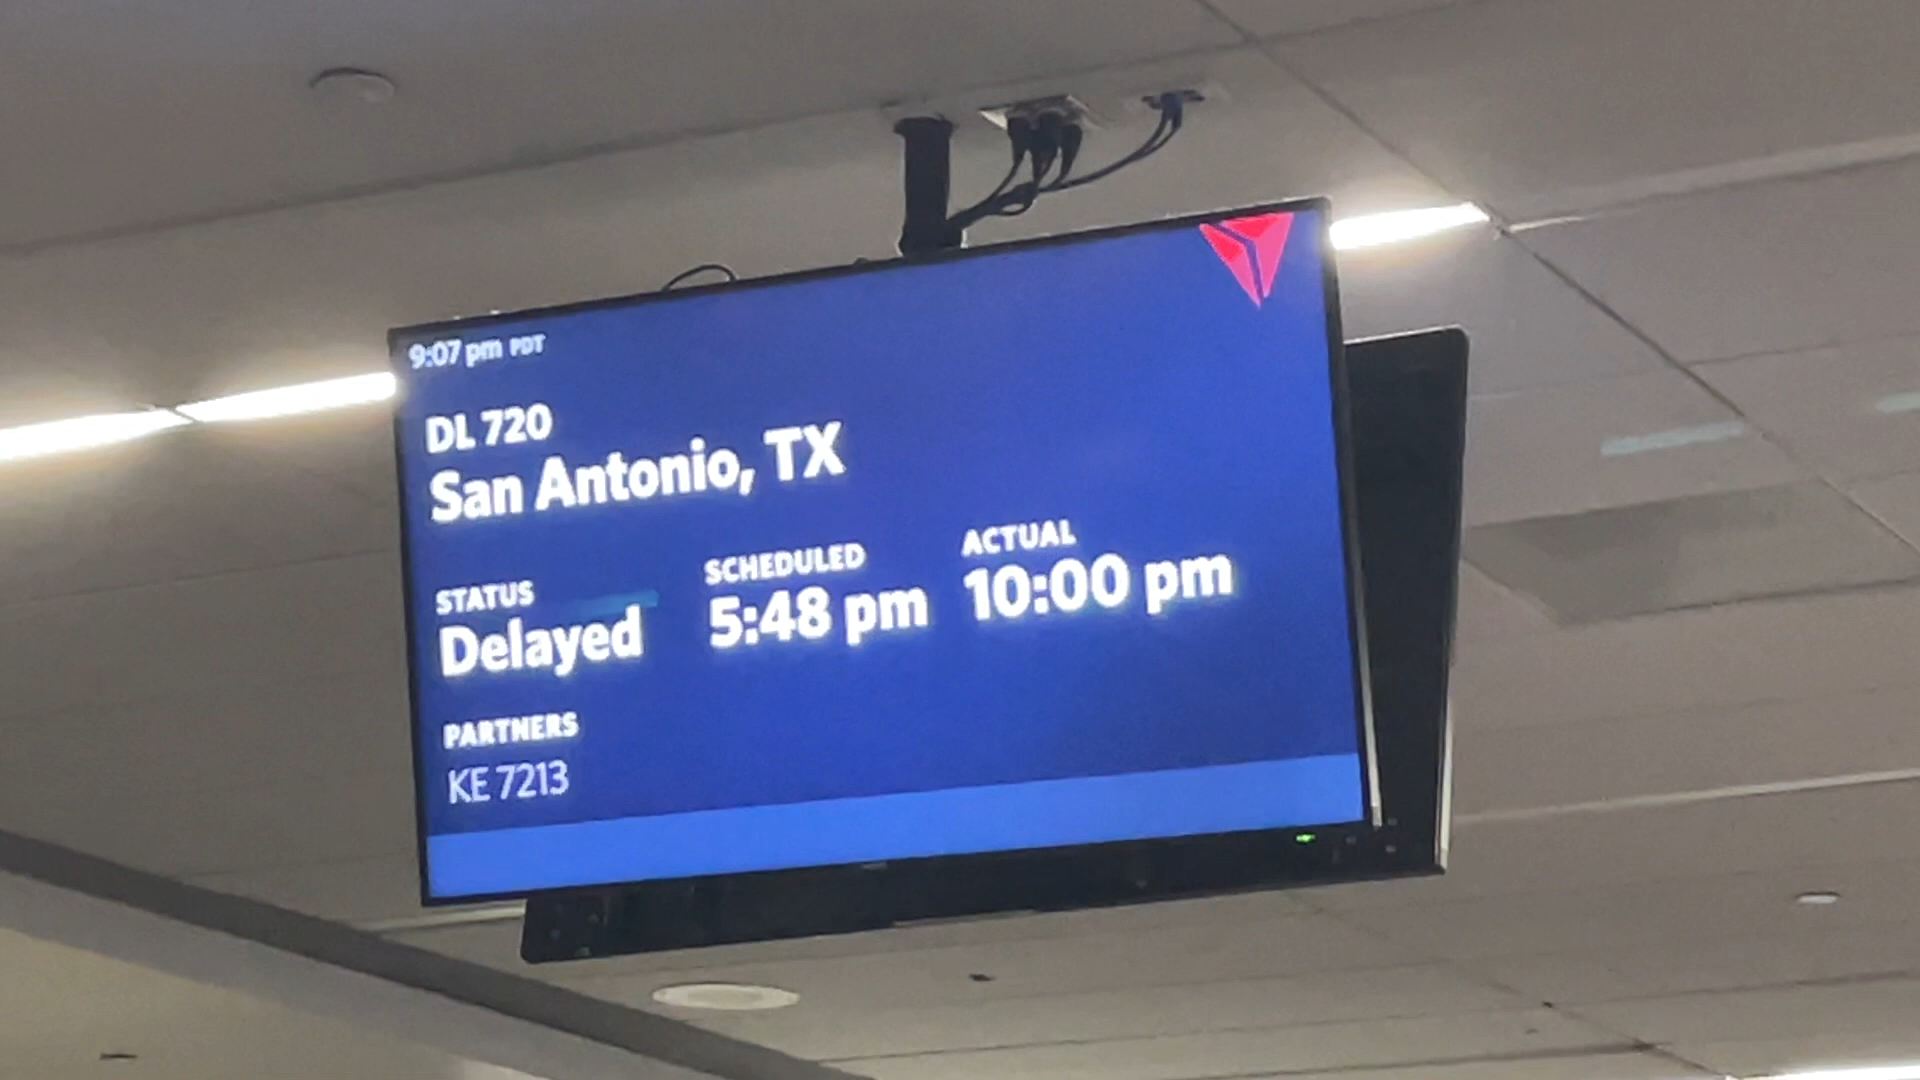 9:07 pm PDT
DL 720
San Antonio, TX
STATUS
Delayed
SCHEDULED
5:48 pm
ACTUAL
10:00 pm
PARTNERS
KE 7213